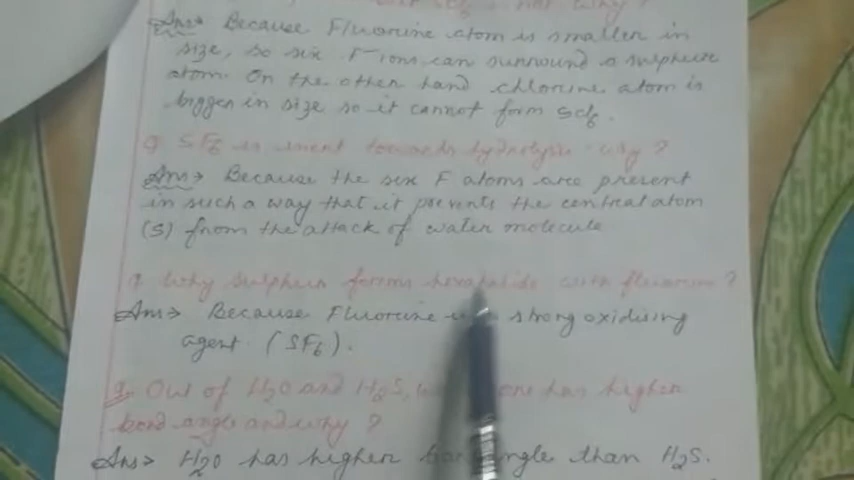 not why?
Ans> Because Fluorine atom is smaller in
size, so six F⁻ ions can surround a sulphur
atom. On the other hand chlorine atom is
bigger in size so it cannot form SCl6.
Q SF6 is inert towards hydrolysis. why?
Ans> Because the six F atoms are present
in such a way that it prevents the central atom
(S) from the attack of water molecule
Q Why sulphur forms hexahalide with fluorine?
Ans> Because Fluorine is a strong oxidising
agent. (SF6).
Q. Out of H2O and H2S, one has higher
bond angle and why?
Ans> H2O has higher bond angle than H2S.